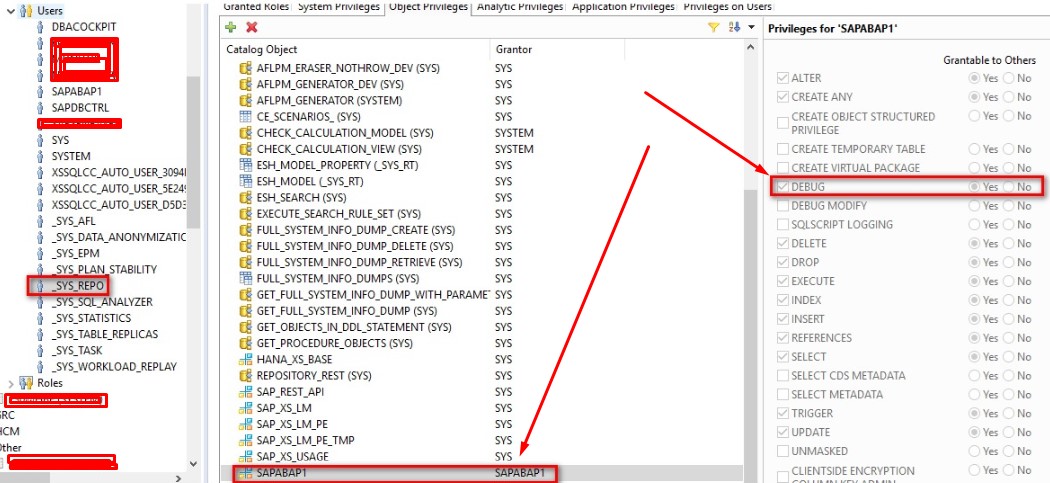 Users
DBACOCKPIT
SAPABAP1
SAPDBCTRL
SYS
SYSTEM
XSSQLCC_AUTO_USER_3094
XSSQLCC_AUTO_USER_5E249
XSSQLCC_AUTO_USER_D5D3
_SYS_AFL
_SYS_DATA_ANONYMIZATIC
_SYS_EPM
_SYS_PLAN_STABILITY
_SYS_REPO
_SYS_SQL_ANALYZER
_SYS_STATISTICS
_SYS_TABLE_REPLICAS
_SYS_TASK
_SYS_WORKLOAD_REPLAY
Roles
GRC
HCM
Other
Granted Roles System Privileges Object Privileges Analytic Privileges Application Privileges Privileges on Users
Catalog Object Grantor
AFLPM_ERASER_NOTHROW_DEV (SYS) SYS
AFLPM_GENERATOR_DEV (SYS) SYS
AFLPM_GENERATOR (SYSTEM) SYS
CE_SCENARIOS_ (SYS) SYS
CHECK_CALCULATION_MODEL (SYS) SYSTEM
CHECK_CALCULATION_VIEW (SYS) SYSTEM
ESH_MODEL_PROPERTY (_SYS_RT) SYS
ESH_MODEL (_SYS_RT) SYS
ESH_SEARCH (SYS) SYS
EXECUTE_SEARCH_RULE_SET (SYS) SYS
FULL_SYSTEM_INFO_DUMP_CREATE (SYS) SYS
FULL_SYSTEM_INFO_DUMP_DELETE (SYS) SYS
FULL_SYSTEM_INFO_DUMP_RETRIEVE (SYS) SYS
FULL_SYSTEM_INFO_DUMPS (SYS) SYS
GET_FULL_SYSTEM_INFO_DUMP_WITH_PARAMET SYS
GET_FULL_SYSTEM_INFO_DUMP (SYS) SYS
GET_OBJECTS_IN_DDL_STATEMENT (SYS) SYS
GET_PROCEDURE_OBJECTS (SYS) SYS
HANA_XS_BASE SYS
REPOSITORY_REST (SYS) SYS
SAP_REST_API SYS
SAP_XS_LM SYS
SAP_XS_LM_PE SYS
SAP_XS_LM_PE_TMP SYS
SAP_XS_USAGE SYS
SAPABAP1 SAPABAP1
Privileges for 'SAPABAP1'
Grantable to Others
ALTER Yes No
CREATE ANY Yes No
CREATE OBJECT STRUCTURED Yes No
PRIVILEGE
CREATE TEMPORARY TABLE Yes No
CREATE VIRTUAL PACKAGE Yes No
DEBUG Yes No
DEBUG MODIFY Yes No
SQLSCRIPT LOGGING Yes No
DELETE Yes No
DROP Yes No
EXECUTE Yes No
INDEX Yes No
INSERT Yes No
REFERENCES Yes No
SELECT Yes No
SELECT CDS METADATA Yes No
SELECT METADATA Yes No
TRIGGER Yes No
UPDATE Yes No
UNMASKED Yes No
CLIENTSIDE ENCRYPTION Yes No
COLUMN KEY ADMIN